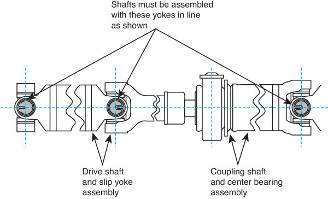 Shafts must be assembled
with these yokes in line
as shown
Drive shaft
and slip yoke
assembly
Coupling shaft
and center bearing
assembly